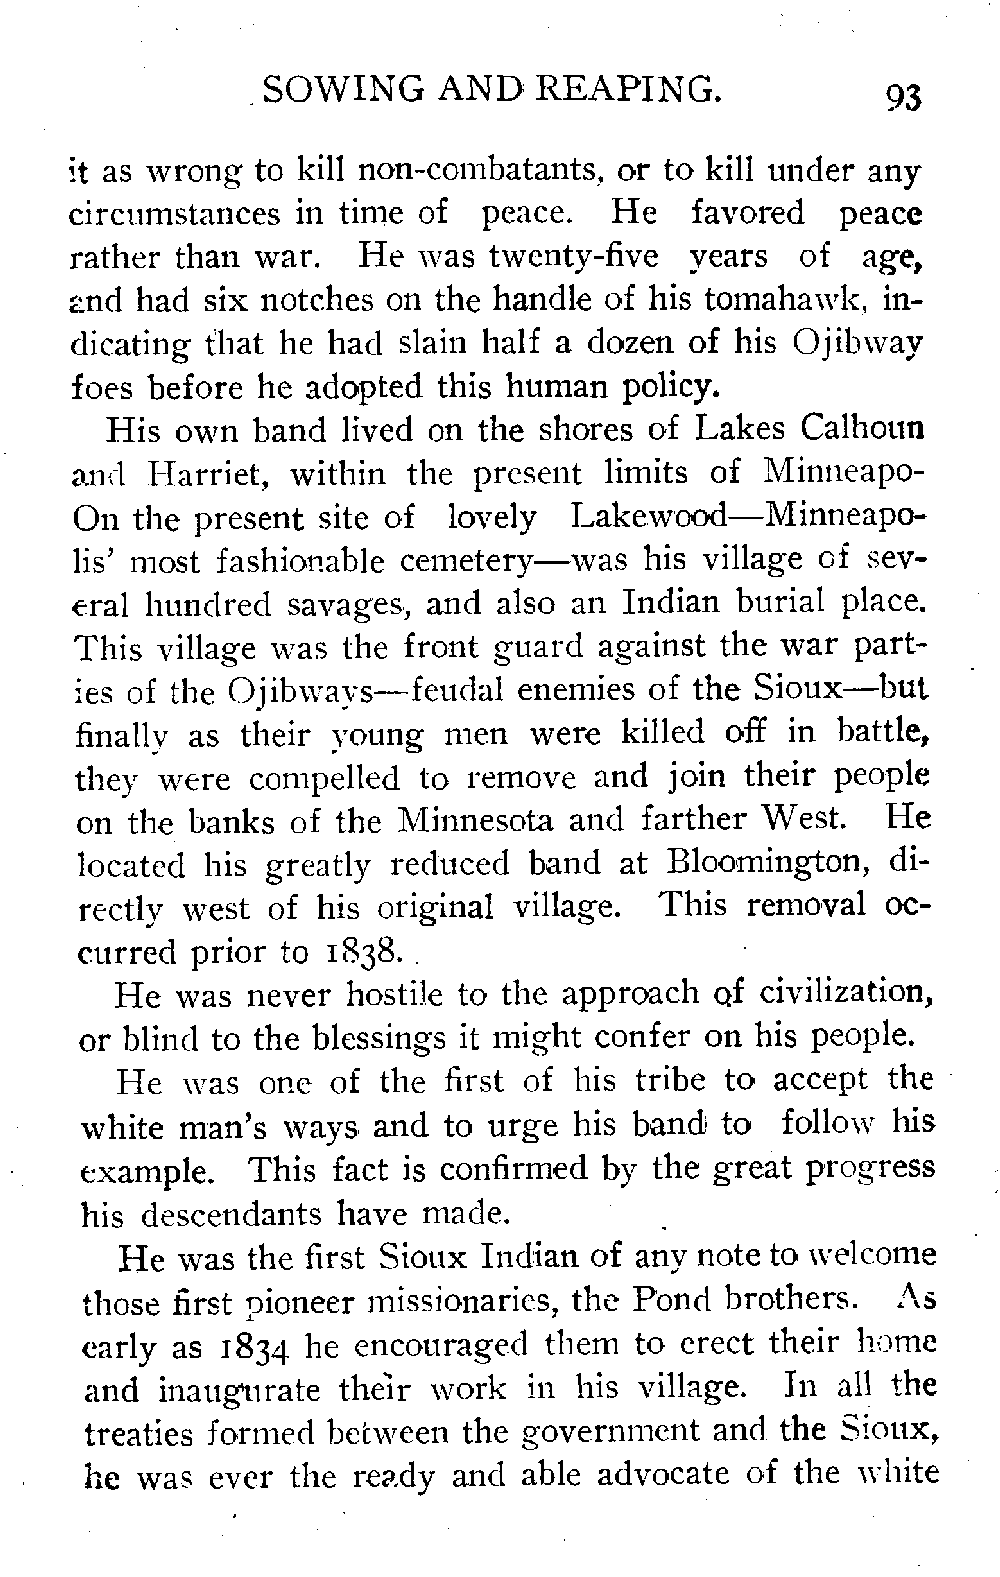 SOWING AND REAPING. 93
it as wrong to kill non-combatants, or to kill under any
circumstances in time of peace. He favored peace
rather than war. He was twenty-five years of age,
and had six notches on the handle of his tomahawk, in-
dicating that he had slain half a dozen of his Ojibway
foes before he adopted this human policy.
His own band lived on the shores of Lakes Calhoun
and Harriet, within the present limits of Minneapo-
On the present site of lovely Lakewood—Minneapo-
lis' most fashionable cemetery—was his village of sev-
eral hundred savages, and also an Indian burial place.
This village was the front guard against the war part-
ies of the Ojibways—feudal enemies of the Sioux—but
finally as their young men were killed off in battle,
they were compelled to remove and join their people
on the banks of the Minnesota and farther West. He
located his greatly reduced band at Bloomington, di-
rectly west of his original village. This removal oc-
curred prior to 1838.
He was never hostile to the approach of civilization,
or blind to the blessings it might confer on his people.
He was one of the first of his tribe to accept the
white man's ways and to urge his band to follow his
example. This fact is confirmed by the great progress
his descendants have made.
He was the first Sioux Indian of any note to welcome
those first pioneer missionaries, the Pond brothers. As
early as 1834 he encouraged them to erect their home
and inaugurate their work in his village. In all the
treaties formed between the government and the Sioux,
he was ever the ready and able advocate of the white